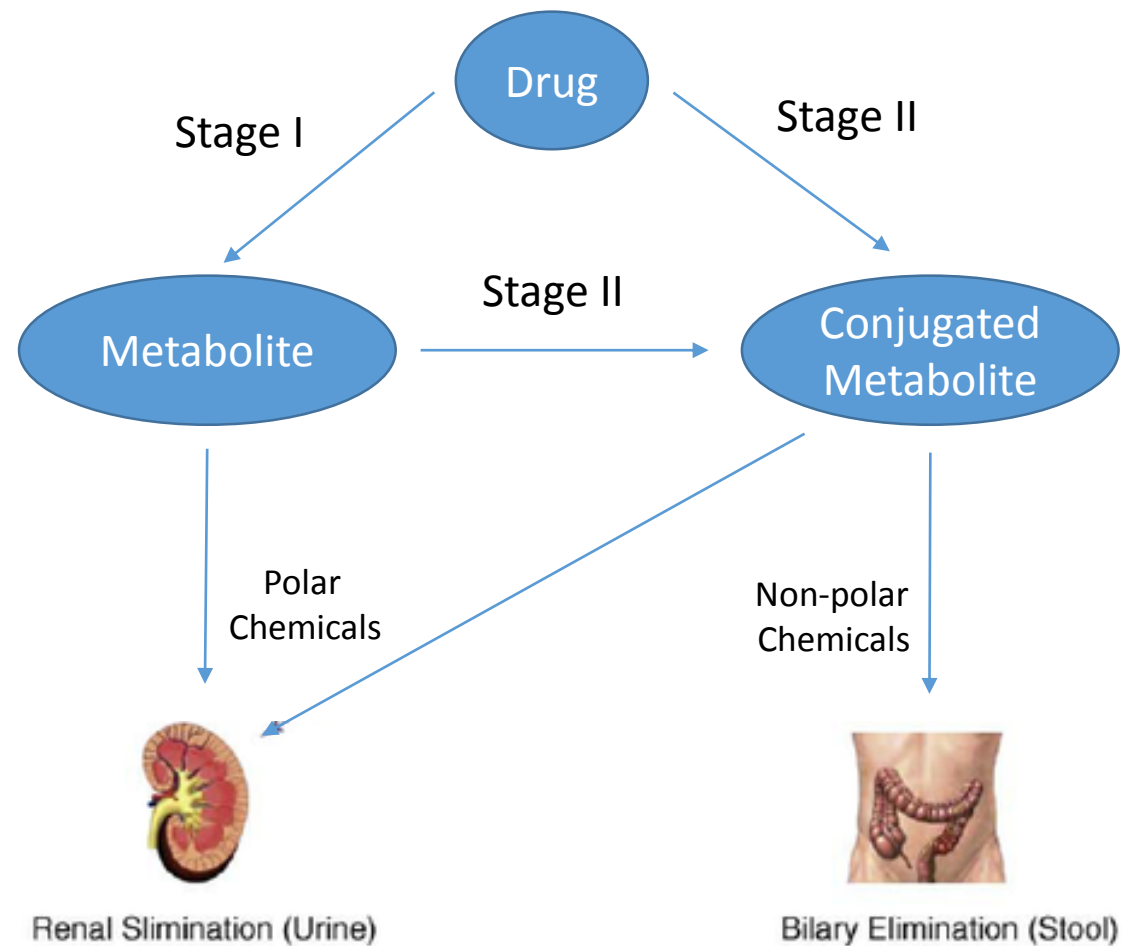 Drug
Stage I
Stage II
Stage II
Metabolite
Conjugated
Metabolite
Polar
Chemicals
Non-polar
Chemicals
Renal Slimination (Urine)
Bilary Elimination (Stool)